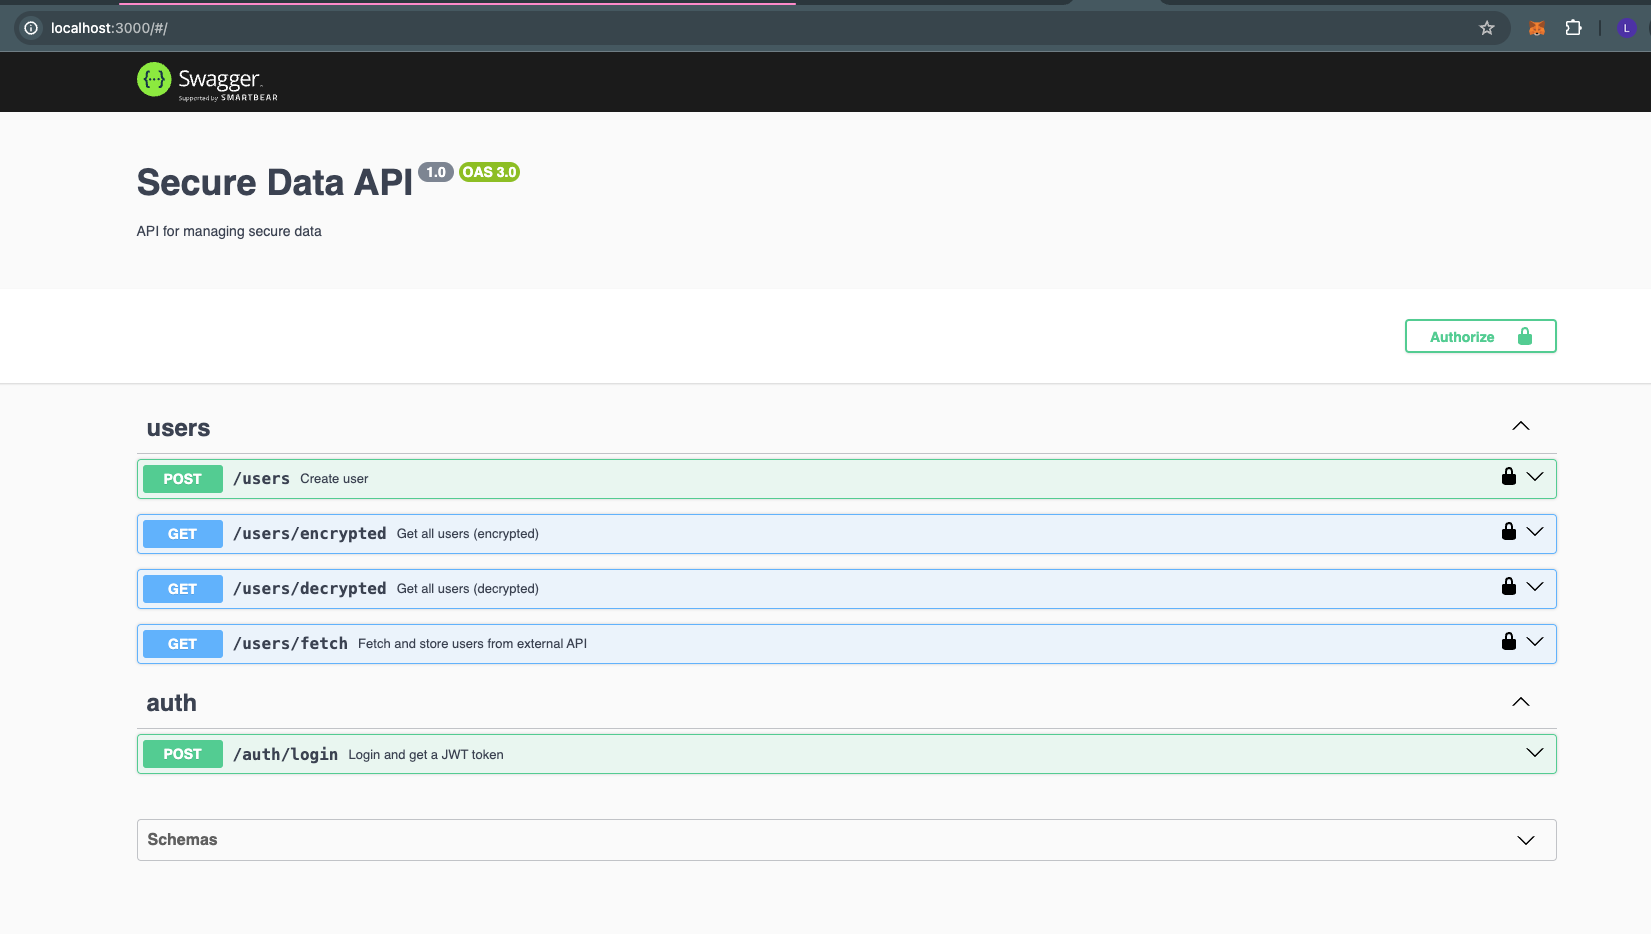 localhost:3000/#/
L
{...} Swagger
Supported by SMARTBEAR
Secure Data API 1.0 OAS 3.0
API for managing secure data
Authorize
users
POST /users Create user
GET /users/encrypted Get all users (encrypted)
GET /users/decrypted Get all users (decrypted)
GET /users/fetch Fetch and store users from external API
auth
POST /auth/login Login and get a JWT token
Schemas